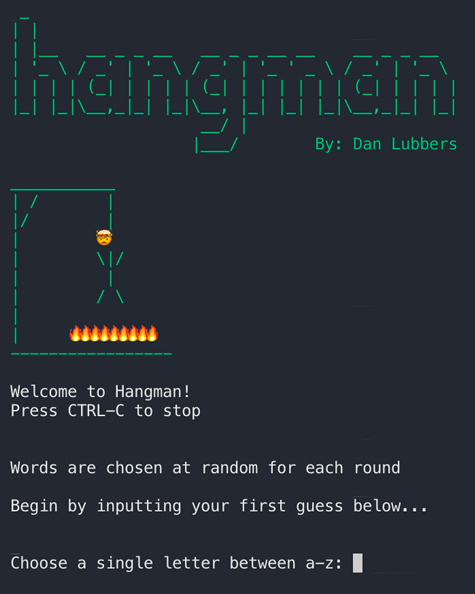 hangman
By: Dan Lubbers
Welcome to Hangman!
Press CTRL-C to stop
Words are chosen at random for each round
Begin by inputting your first guess below...
Choose a single letter between a-z: